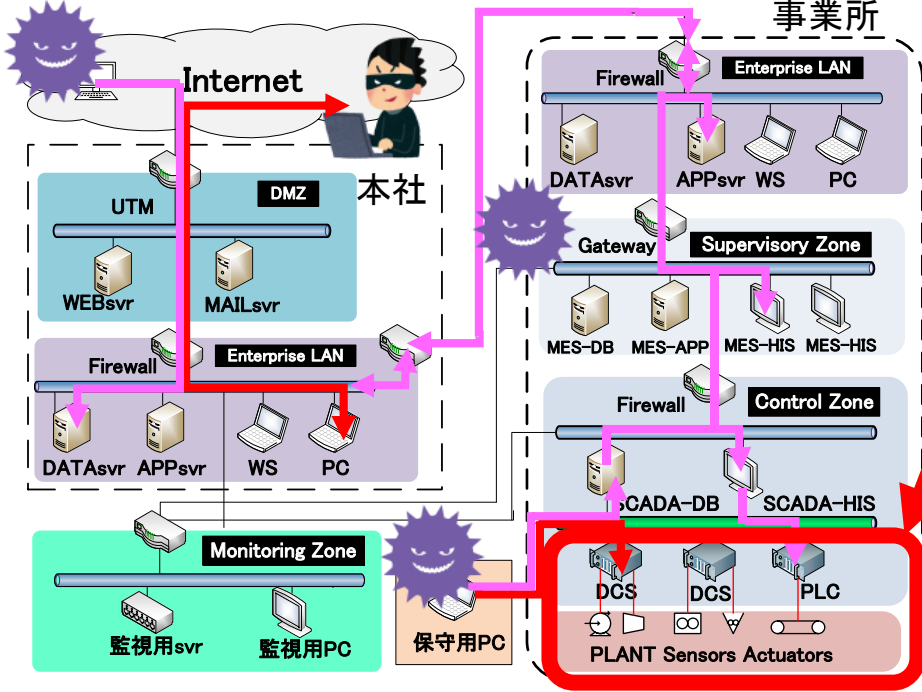 事業所
Internet
Firewall
Enterprise LAN
DATAsvr
APPsvr
WS
PC
本社
DMZ
UTM
WEBsvr
MAILsvr
Gateway
Supervisory Zone
MES-DB
MES-APP
MES-HIS
MES-HIS
Firewall
Enterprise LAN
DATAsvr
APPsvr
WS
PC
Firewall
Control Zone
SCADA-DB
SCADA-HIS
Monitoring Zone
監視用svr
監視用PC
保守用PC
DCS
DCS
PLC
PLANT Sensors Actuators